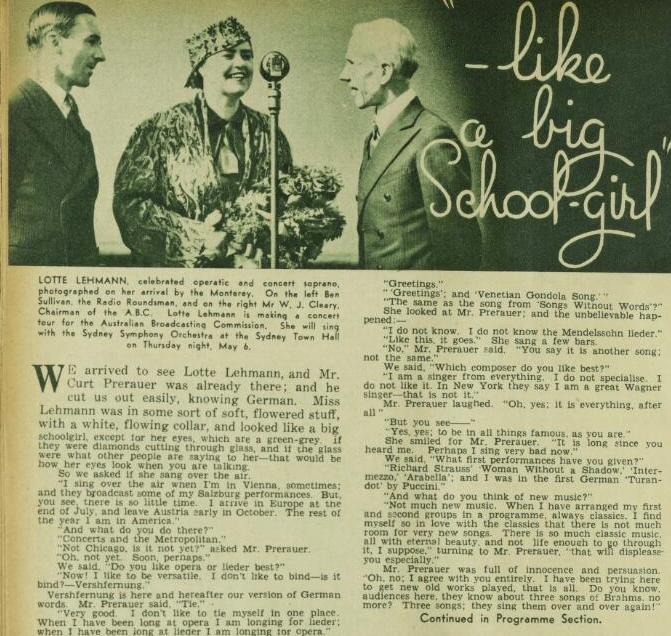 "—like
a big
School-girl"
LOTTE LEHMANN, celebrated operatic and concert soprano,
photographed on her arrival by the Monterey. On the left Ben
Sullivan, the Radio Roundsman, and on the right Mr W. J. Cleary,
Chairman of the A.B.C. Lotte Lehmann is making a concert
tour for the Australian Broadcasting Commission. She will sing
with the Sydney Symphony Orchestra at the Sydney Town Hall
on Thursday night, May 6.
WE arrived to see Lotte Lehmann, and Mr.
Curt Prerauer was already there; and he
cut us out easily, knowing German. Miss
Lehmann was in some sort of soft, flowered stuff,
with a white, flowing collar, and looked like a big
schoolgirl, except for her eyes, which are a green-grey. If
they were diamonds cutting through glass, and if the glass
were what other people are saying to her—that would be
how her eyes look when you are talking.
So we asked if she sang over the air.
"I sing over the air when I'm in Vienna, sometimes;
and they broadcast some of my Salzburg performances. But,
you see, there is so little time. I arrive in Europe at the
end of July, and leave Austria early in October. The rest of
the year I am in America."
"And what do you do there?"
"Concerts and the Metropolitan."
"Not Chicago, is it not yet?" asked Mr. Prerauer.
"Oh, not yet. Soon, perhaps."
We said, "Do you like opera or lieder best?"
"Now! I like to be versatile. I don't like to bind—is it
bind?—Vershfernung."
Vershfernung is here and hereafter our version of German
words. Mr. Prerauer said, "Tie."
"Very good. I don't like to tie myself in one place.
When I have been long at opera I am longing for lieder;
when I have been long at lieder I am longing for opera."
"Greetings."
"'Greetings'; and 'Venetian Gondola Song.'"
"The same as the song from 'Songs Without Words'?"
She looked at Mr. Prerauer; and the unbelievable hap-
pened:—
"I do not know. I do not know the Mendelssohn lieder."
"Like this, it goes." She sang a few bars.
"No," Mr. Prerauer said. "You say it is another song;
not the same."
We said, "Which composer do you like best?"
"I am a singer from everything. I do not specialise. I
do not like it. In New York they say I am a great Wagner
singer—that is not it."
Mr. Prerauer laughed. "Oh, yes; it is everything, after
all"
"But you see——"
"Yes, yes; to be in all things famous, as you are."
She smiled for Mr. Prerauer. "It is long since you
heard me. Perhaps I sing very bad now."
We said, "What first performances have you given?"
"Richard Strauss' 'Woman Without a Shadow,' 'Inter-
mezzo,' 'Arabella'; and I was in the first German 'Turan-
dot' by Puccini."
"And what do you think of new music?"
"Not much new music. When I have arranged my first
and second groups in a programme, always classics. I find
myself so in love with the classics that there is not much
room for very new songs. There is so much classic music,
all with eternal beauty, and not life enough to go through
it, I suppose," turning to Mr. Prerauer, "that will displease
you especially."
Mr. Prerauer was full of innocence and persuasion.
"Oh, no; I agree with you entirely. I have been trying here
to get new old works played, that is all. Do you know,
audiences here, they know about three songs of Brahms, no
more? Three songs; they sing them over and over again!"
Continued in Programme Section.